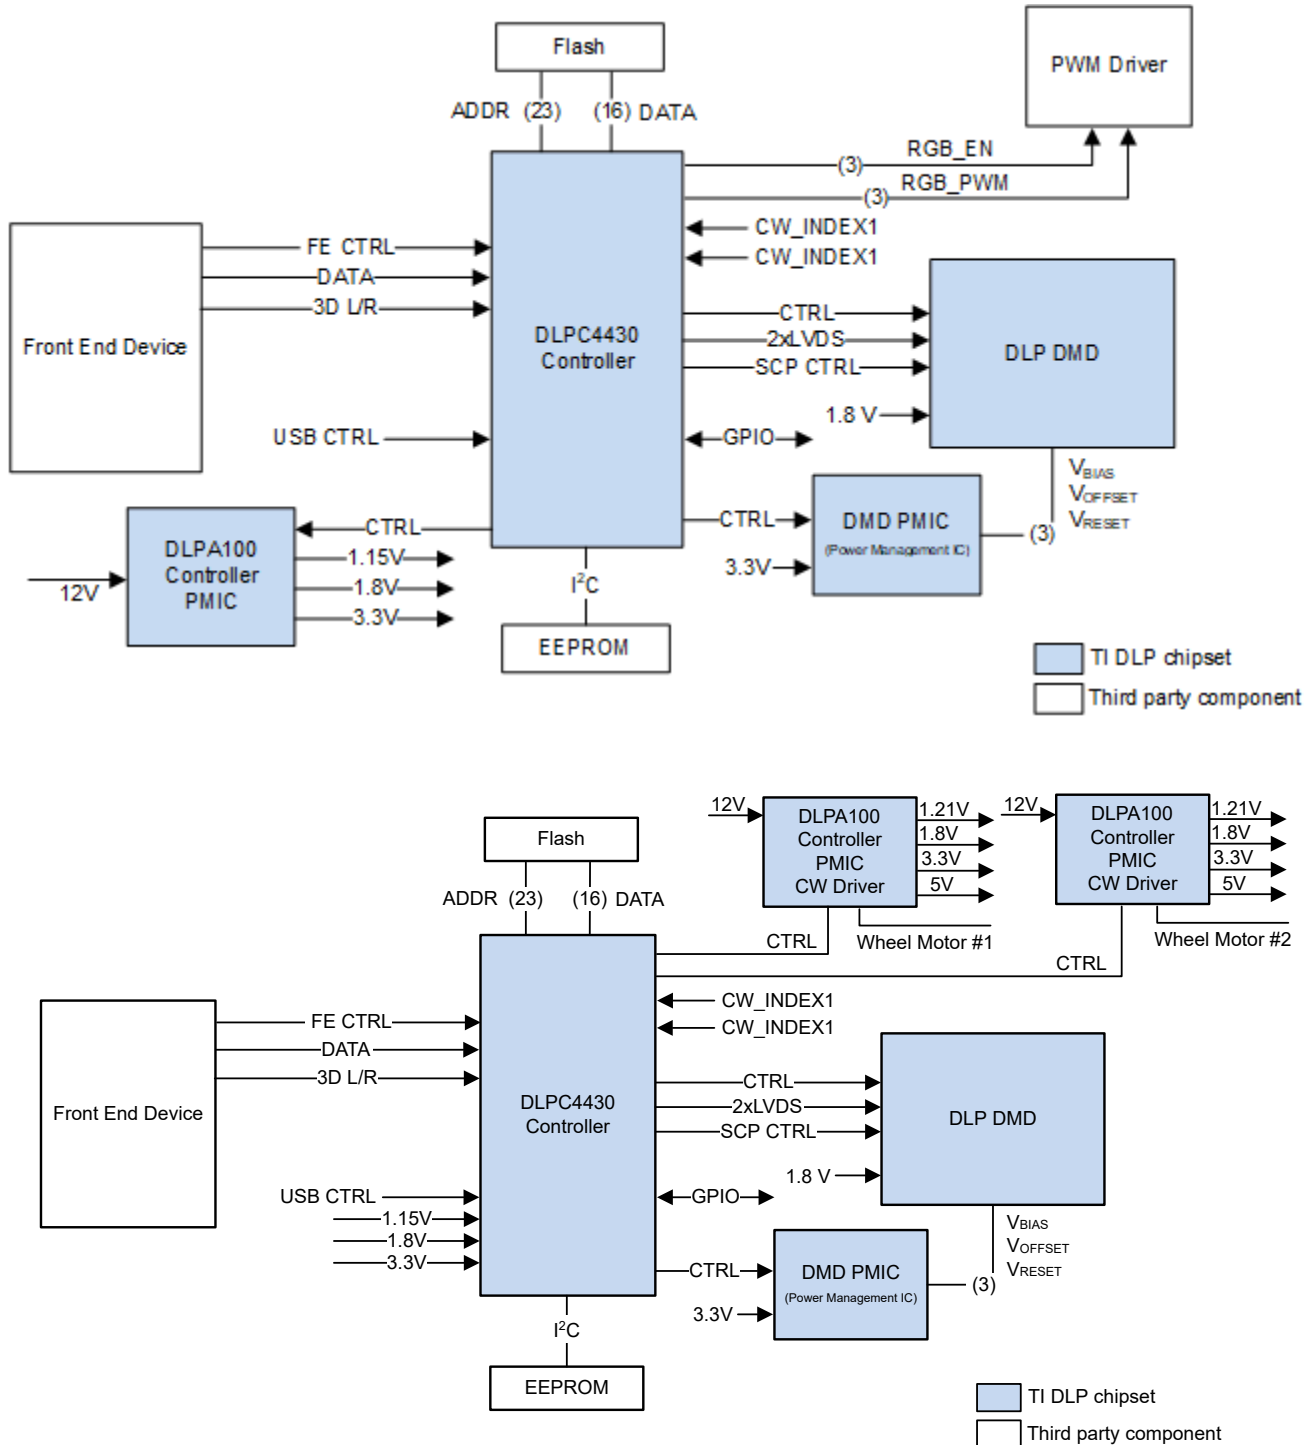 Flash
PWM Driver
ADDR (23) (16) DATA
RGB_EN
(3)
RGB_PWM
(3)
CW_INDEX1
CW_INDEX1
FE CTRL
DATA
3D L/R
Front End Device
DLPC4430
Controller
CTRL
2xLVDS
SCP CTRL
DLP DMD
1.8 V
USB CTRL
GPIO
VBIAS
VOFFSET
VRESET
(3)
CTRL
DMD PMIC
(Power Management IC)
3.3V
CTRL
DLPA100
Controller
PMIC
12V
1.15V
1.8V
3.3V
I²C
EEPROM
TI DLP chipset
Third party component
12V
DLPA100
Controller
PMIC
CW Driver
1.21V
1.8V
3.3V
5V
12V
DLPA100
Controller
PMIC
CW Driver
1.21V
1.8V
3.3V
5V
Flash
ADDR (23) (16) DATA
CTRL
Wheel Motor #1
CTRL
Wheel Motor #2
CW_INDEX1
CW_INDEX1
FE CTRL
DATA
3D L/R
Front End Device
DLPC4430
Controller
CTRL
2xLVDS
SCP CTRL
DLP DMD
1.8 V
USB CTRL
1.15V
1.8V
3.3V
GPIO
VBIAS
VOFFSET
VRESET
(3)
CTRL
DMD PMIC
(Power Management IC)
3.3V
I²C
EEPROM
TI DLP chipset
Third party component